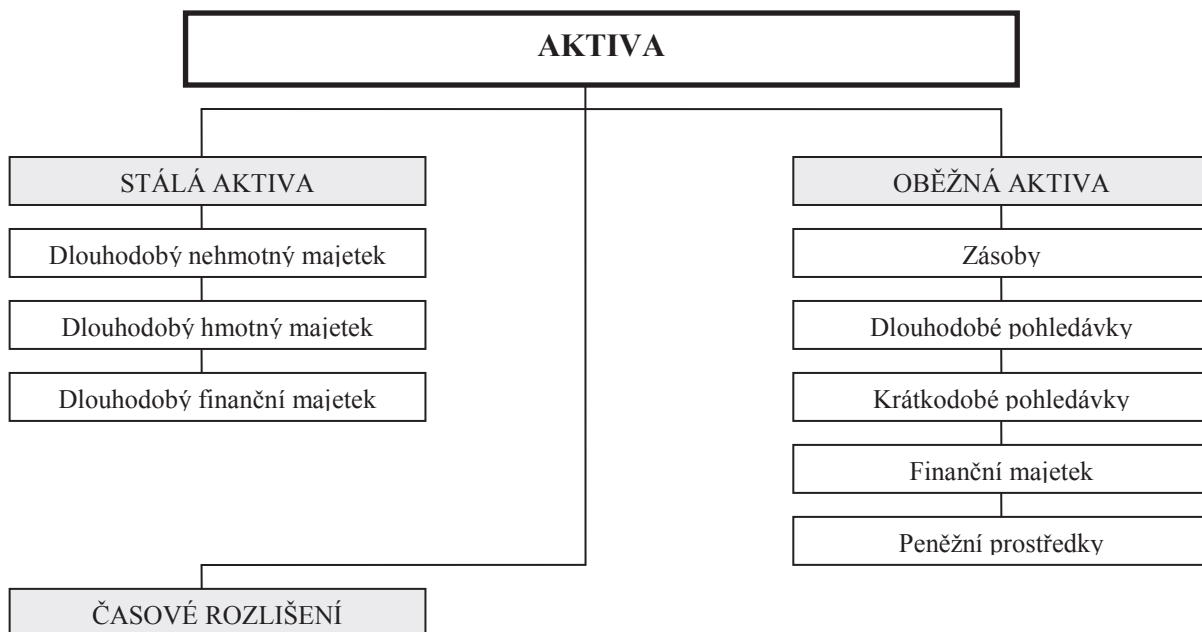 AKTIVA
STÁLÁ AKTIVA
Dlouhodobý nehmotný majetek
Dlouhodobý hmotný majetek
Dlouhodobý finanční majetek
OBĚŽNÁ AKTIVA
Zásoby
Dlouhodobé pohledávky
Krátkodobé pohledávky
Finanční majetek
Peněžní prostředky
ČASOVÉ ROZLIŠENÍ